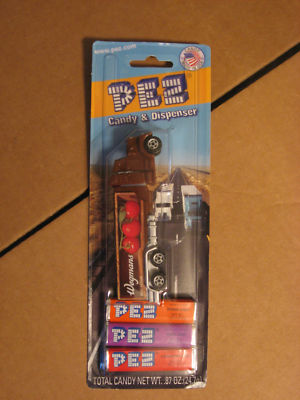 www.pez.com
PEZ
Candy & Dispenser
Wegmans
PEZ
PEZ
PEZ
TOTAL CANDY NET WT. .87 OZ (24.7g)